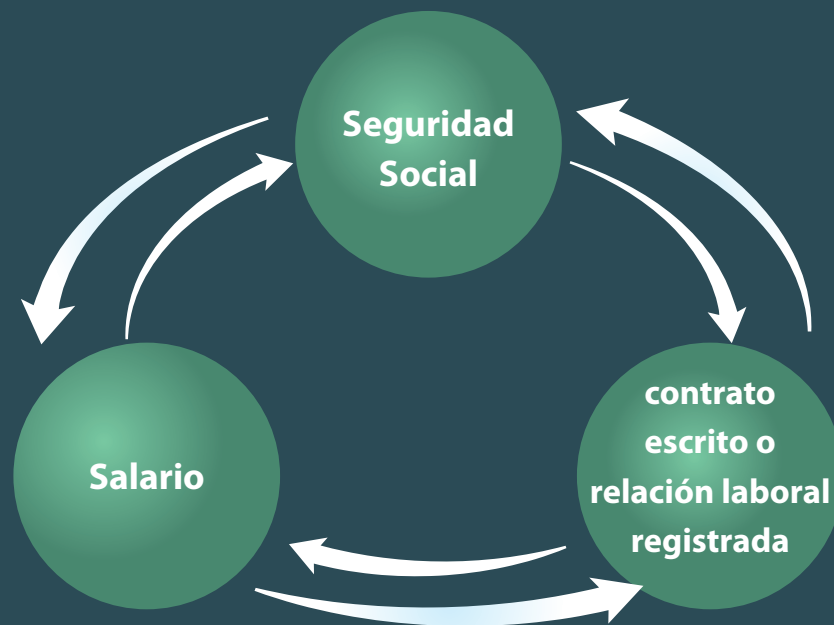 Seguridad
Social
Salario
contrato
escrito o
relación laboral
registrada